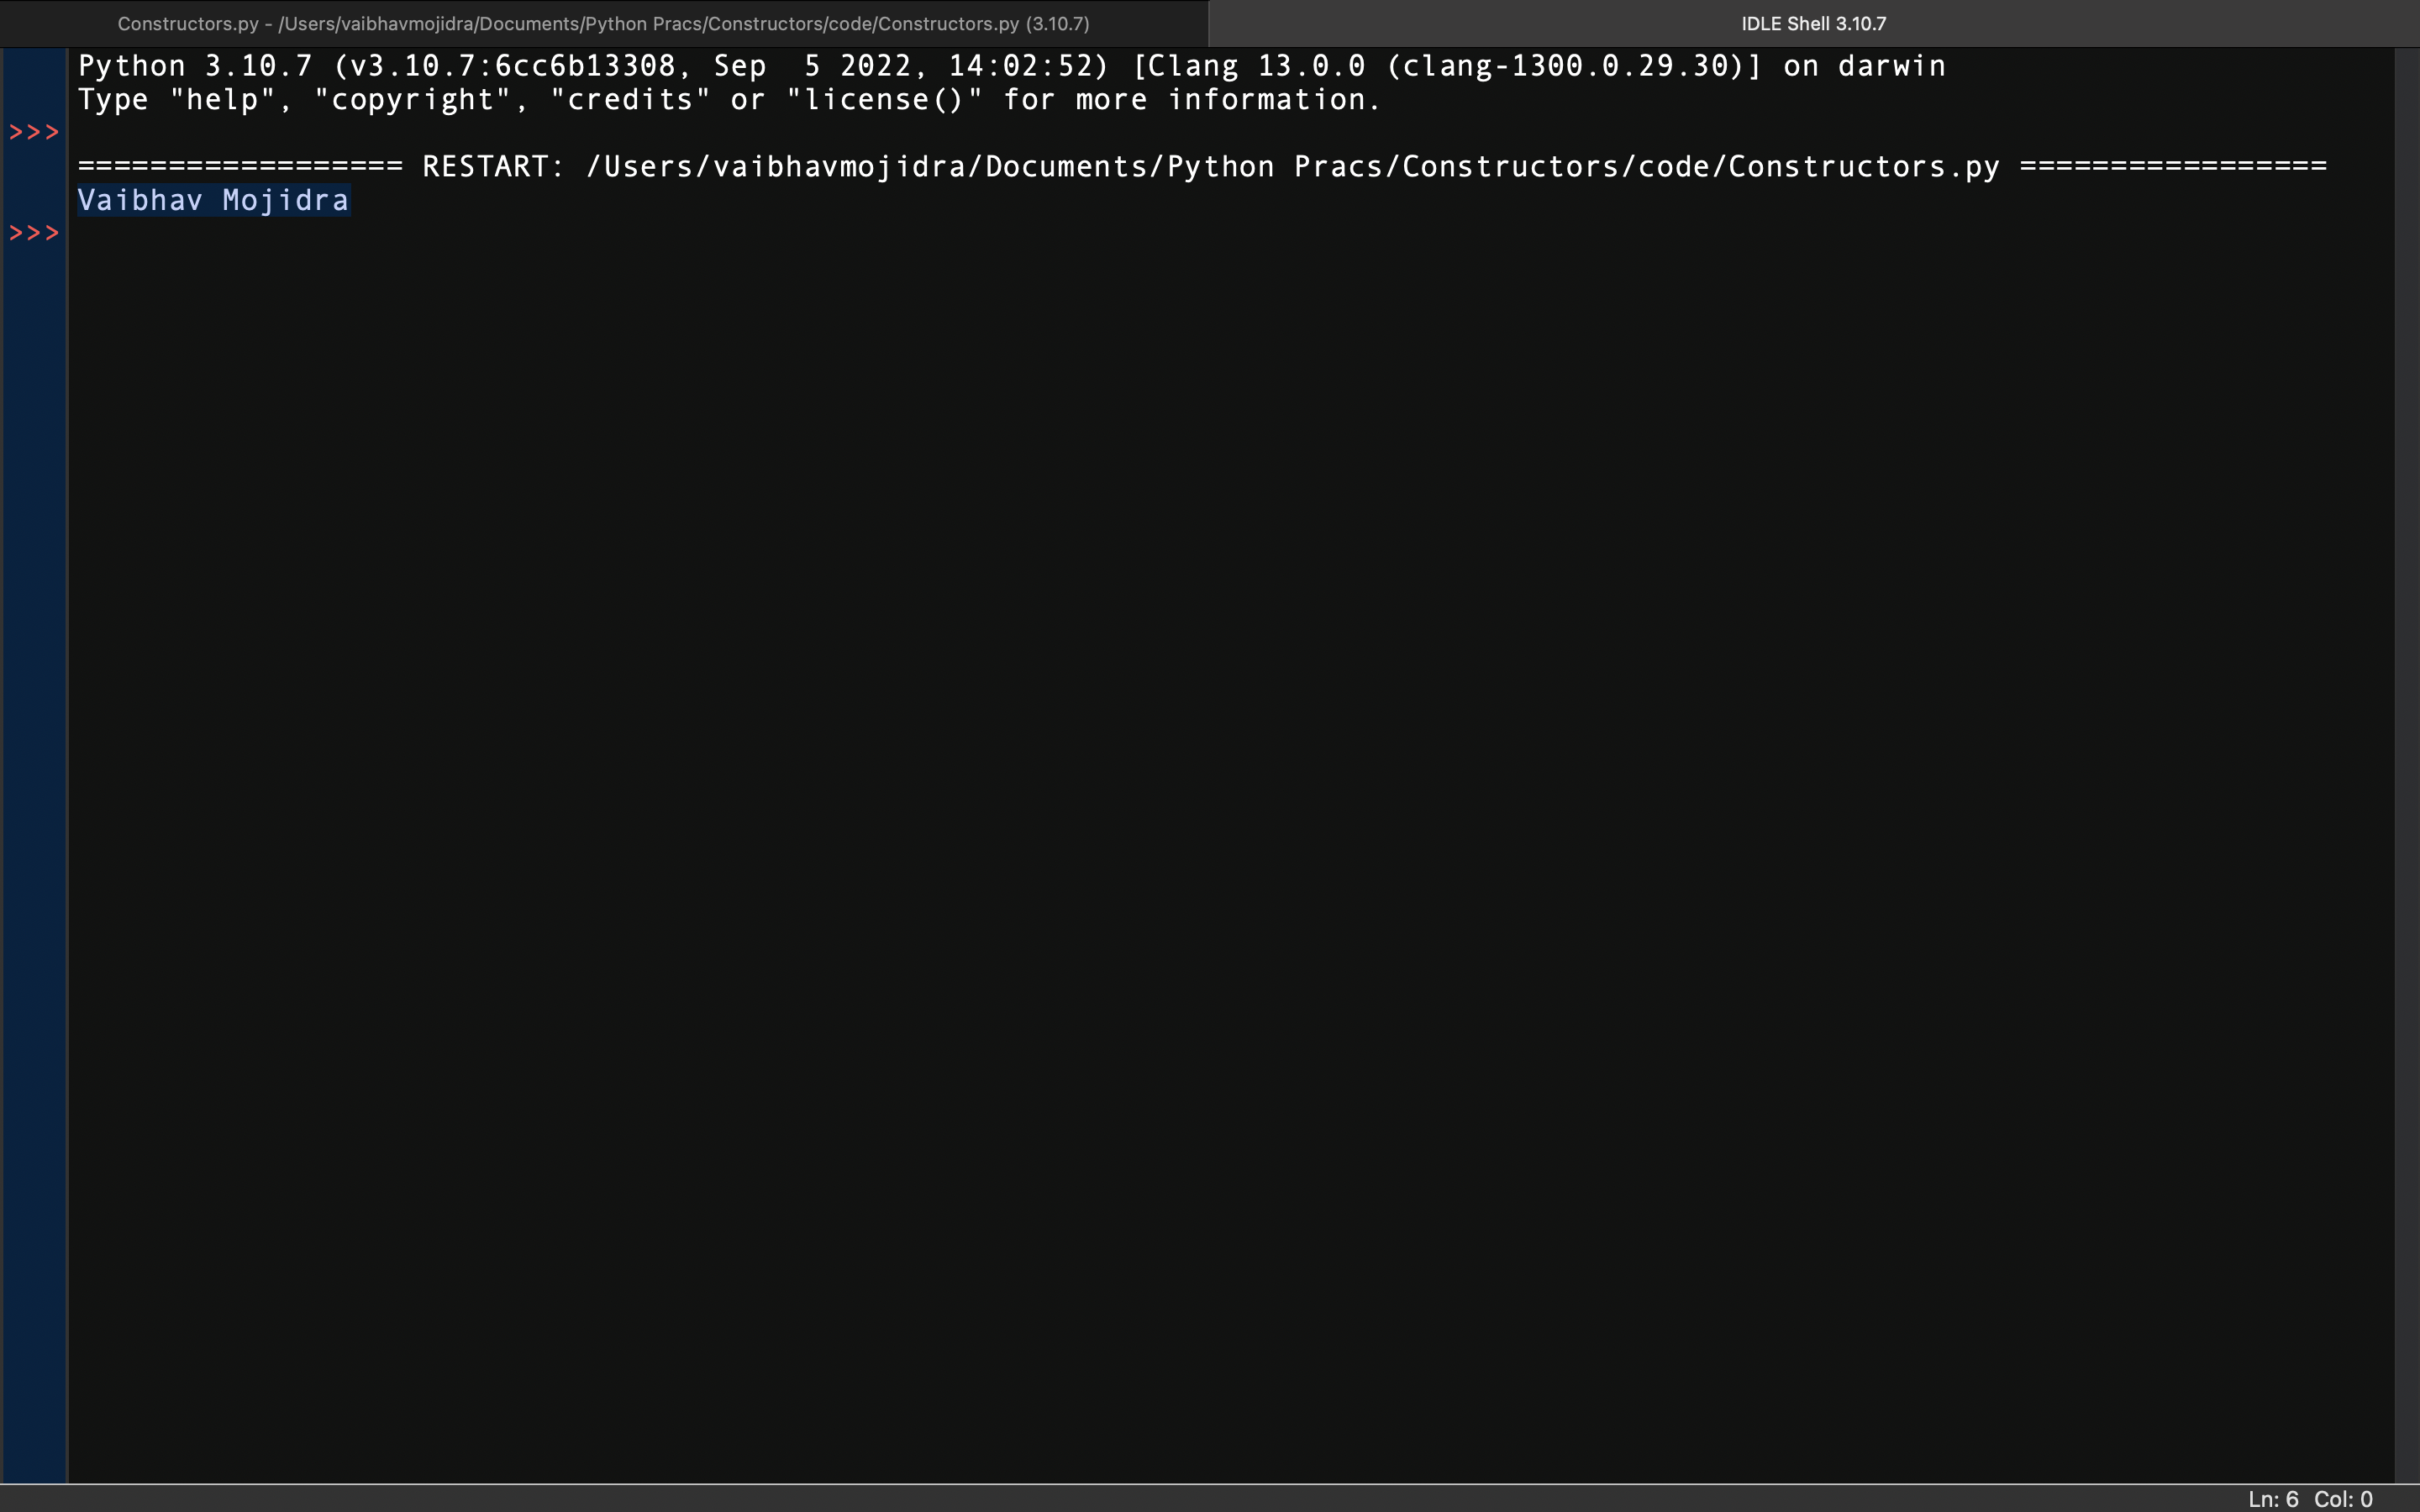 Constructors.py - /Users/vaibhavmojidra/Documents/Python Pracs/Constructors/code/Constructors.py (3.10.7)
IDLE Shell 3.10.7
Python 3.10.7 (v3.10.7:6cc6b13308, Sep  5 2022, 14:02:52) [Clang 13.0.0 (clang-1300.0.29.30)] on darwin
Type "help", "copyright", "credits" or "license()" for more information.
>>>
================== RESTART: /Users/vaibhavmojidra/Documents/Python Pracs/Constructors/code/Constructors.py =================
Vaibhav Mojidra
>>>
Ln: 6 Col: 0